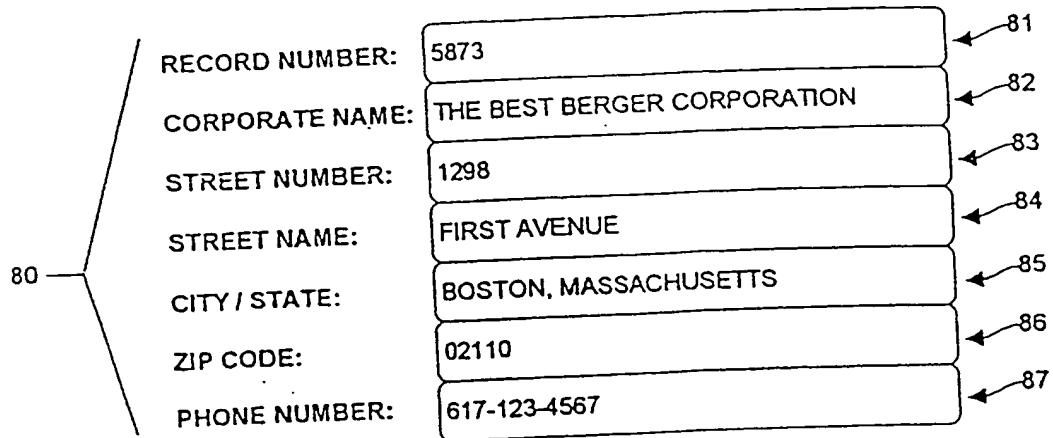 RECORD NUMBER: 5873 81
CORPORATE NAME: THE BEST BERGER CORPORATION 82
STREET NUMBER: 1298 83
STREET NAME: FIRST AVENUE 84
80 CITY / STATE: BOSTON, MASSACHUSETTS 85
ZIP CODE: 02110 86
PHONE NUMBER: 617-123-4567 87